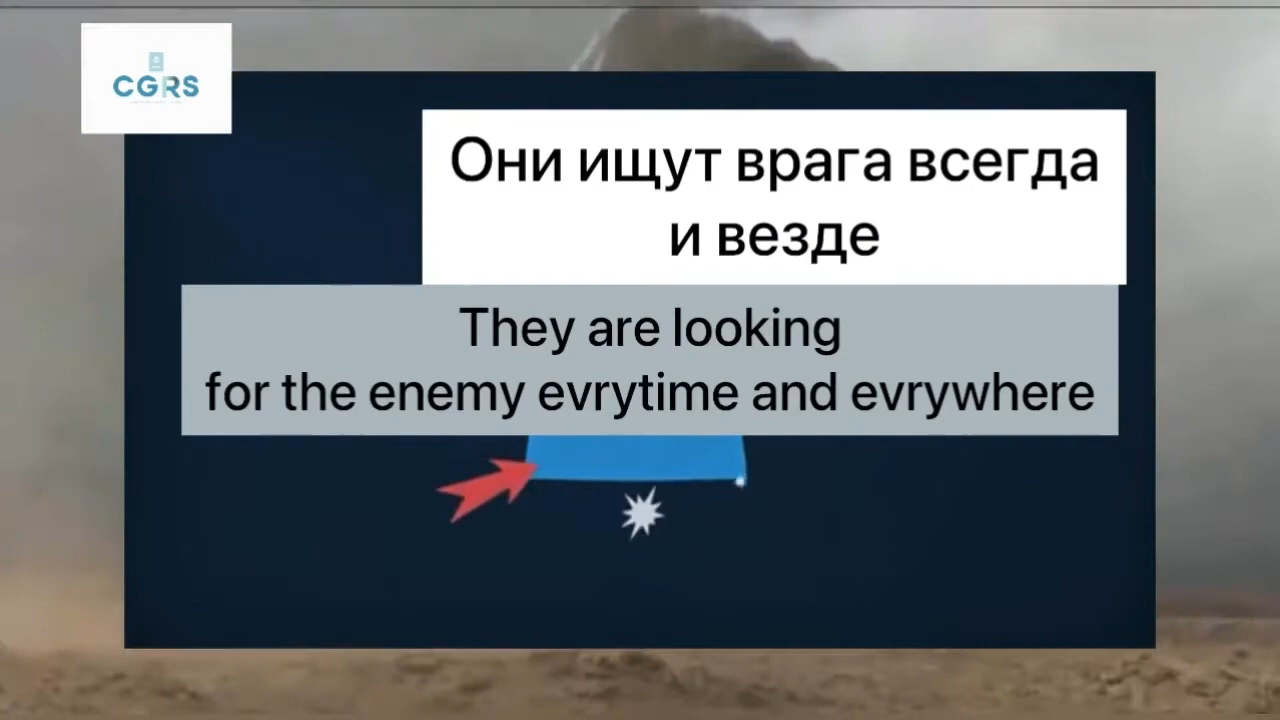 CGRS
Они ищут врага всегда
и везде
They are looking
for the enemy evrytime and evrywhere